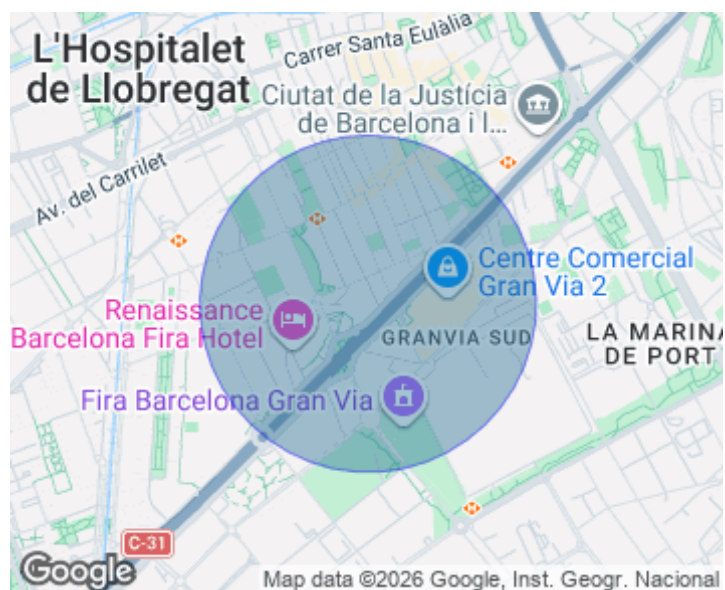 L'Hospitalet
de Llobregat
Carrer Santa Eulàlia
Ciutat de la Justícia
de Barcelona i l...
Av. del Carrilet
Centre Comercial
Gran Via 2
Renaissance
Barcelona Fira Hotel
GRANVIA SUD
LA MARINA
DE PORT
Fira Barcelona Gran Via
C-31
Google
Map data ©2026 Google, Inst. Geogr. Nacional